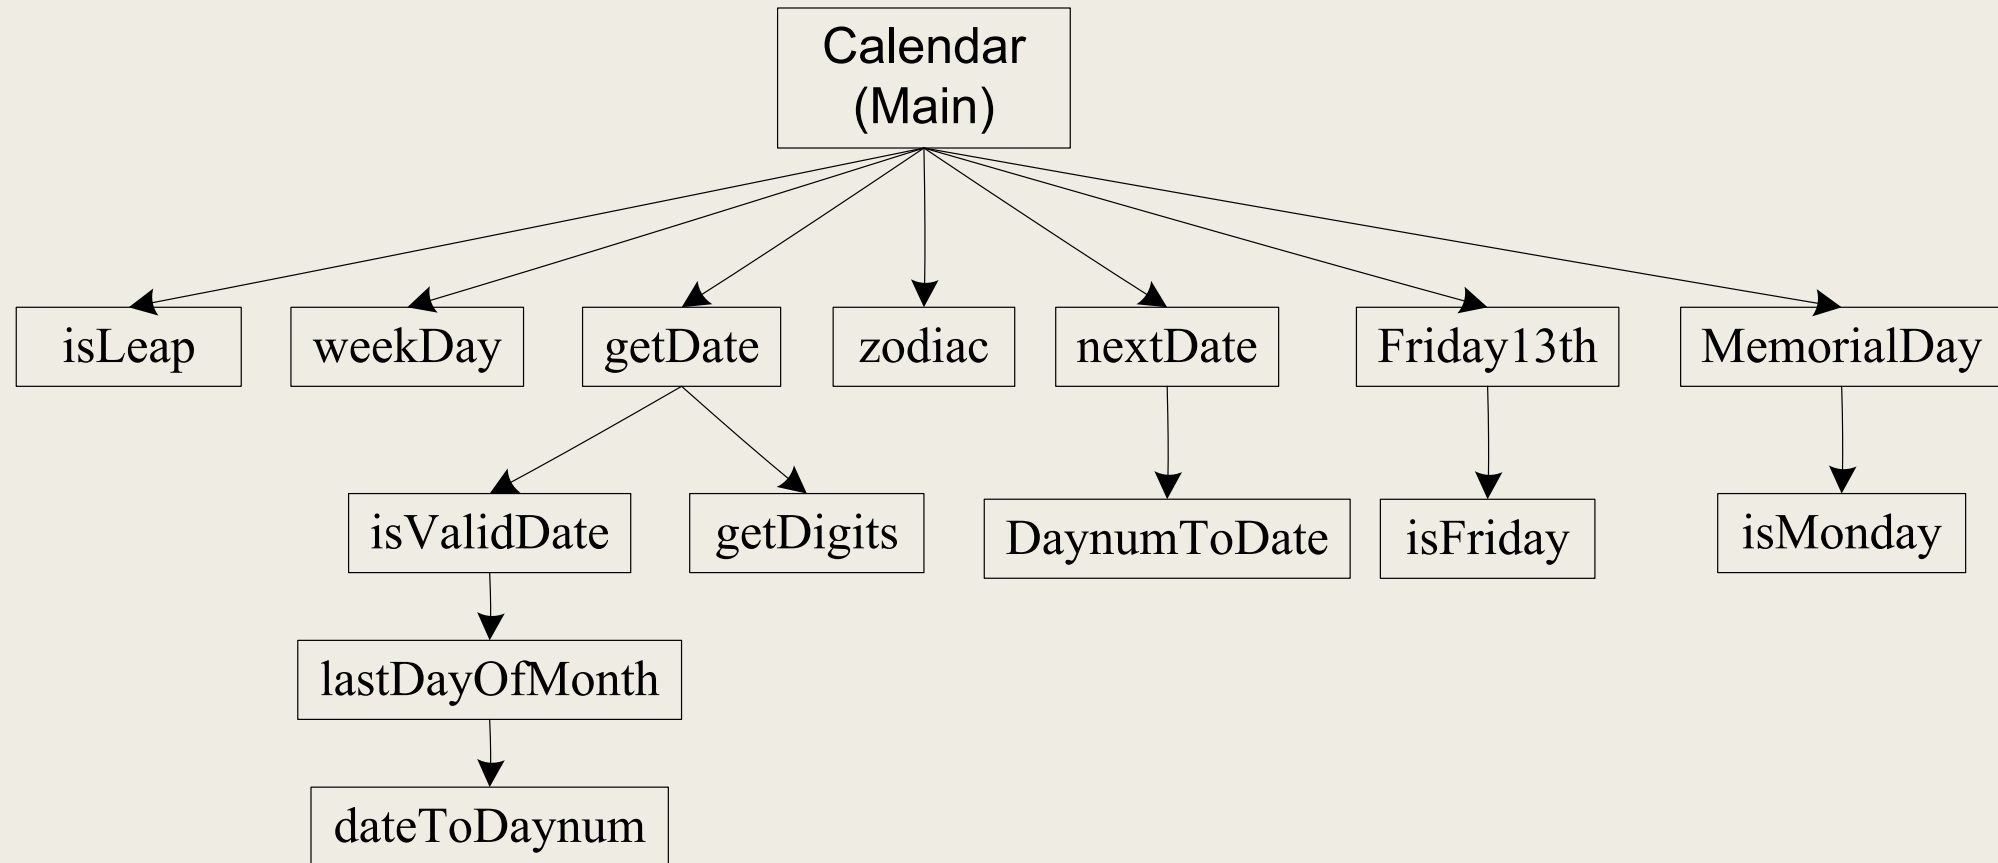 Calendar
(Main)
isLeap
weekDay
getDate
zodiac
nextDate
Friday13th
MemorialDay
isValidDate
getDigits
DaynumToDate
isFriday
isMonday
lastDayOfMonth
dateToDaynum